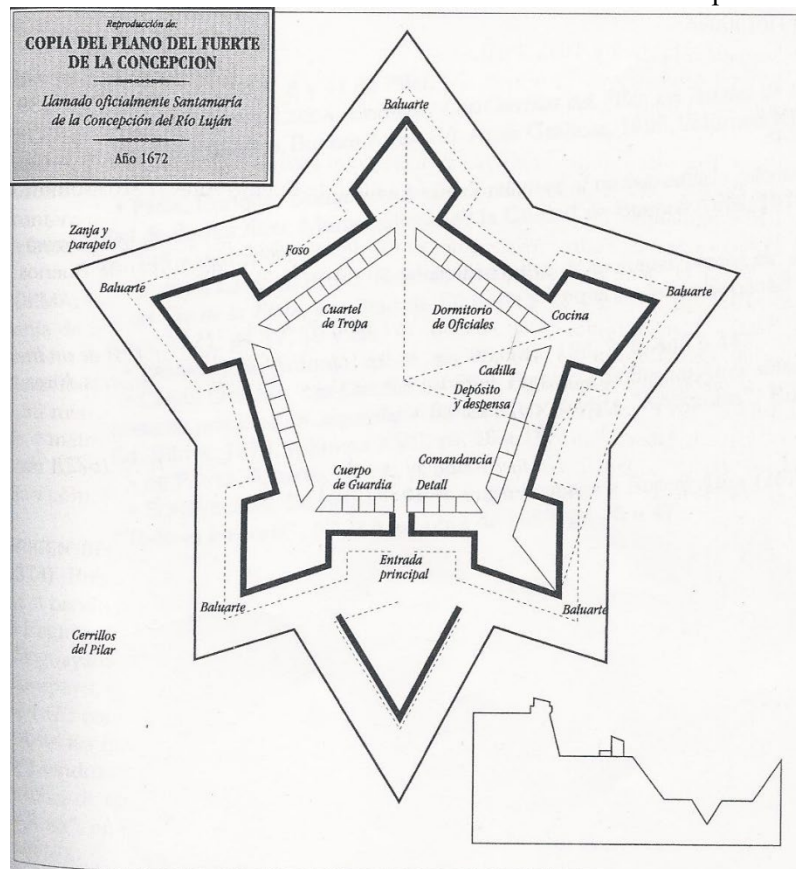 Reproducción de:
COPIA DEL PLANO DEL FUERTE
DE LA CONCEPCION
Llamado oficialmente Santamaría
de la Concepción del Río Luján
Año 1672
Baluarte
Zanja y
parapeto
Foso
Baluarte
Baluarte
Cuartel
de Tropa
Dormitorio
de Oficiales
Cocina
Cadilla
Depósito
y despensa
Comandancia
Cuerpo
de Guardia
Detall
Entrada
principal
Baluarte
Baluarte
Cerrillos
del Pilar